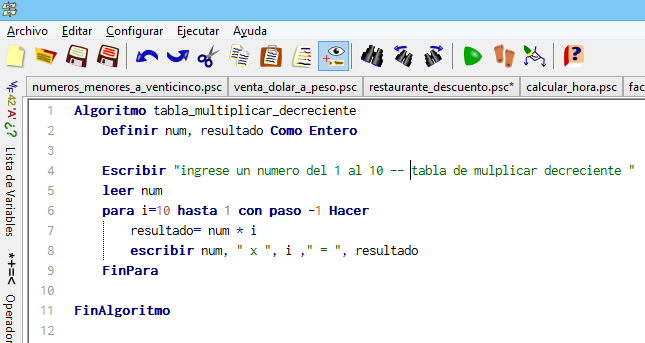 Archivo Editar Configurar Ejecutar Ayuda
numeros_menores_a_venticinco.psc venta_dolar_a_peso.psc restaurante_descuento.psc* calcular_hora.psc fac
1 Algoritmo tabla_multiplicar_decreciente
2 Definir num, resultado Como Entero
3
4 Escribir "ingrese un numero del 1 al 10 -- tabla de mulplicar decreciente "
5 leer num
6 para i=10 hasta 1 con paso -1 Hacer
7 resultado= num * i
8 escribir num, " x ", i ," = ", resultado
9 FinPara
10
11 FinAlgoritmo
12
42 'A' ¿?
Lista de Variables
*+=<
Operador